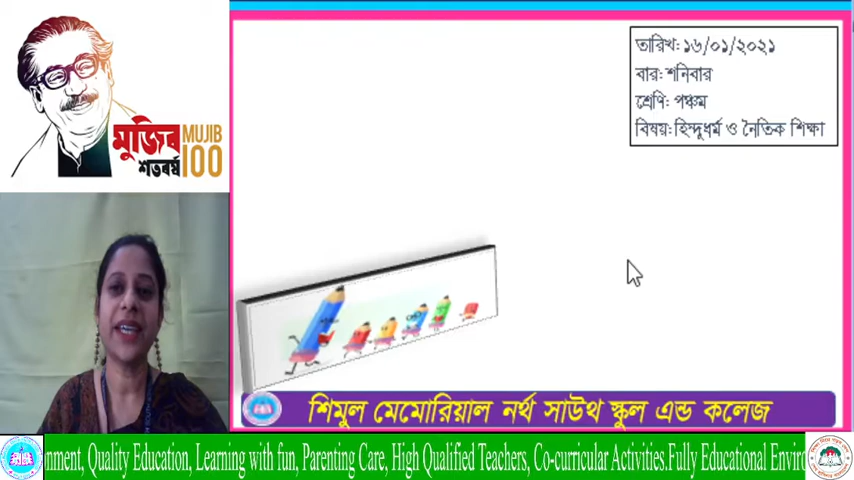 মুজিব MUJIB
শতবর্ষ 100
তারিখ: ১৬/০১/২০২১
বার: শনিবার
শ্রেণি: পঞ্চম
বিষয়: হিন্দুধর্ম ও নৈতিক শিক্ষা
শিমুল মেমোরিয়াল নর্থ সাউথ স্কুল এন্ড কলেজ
nment, Quality Education, Learning with fun, Parenting Care, High Qualified Teachers, Co-curricular Activities.Fully Educational Enviro